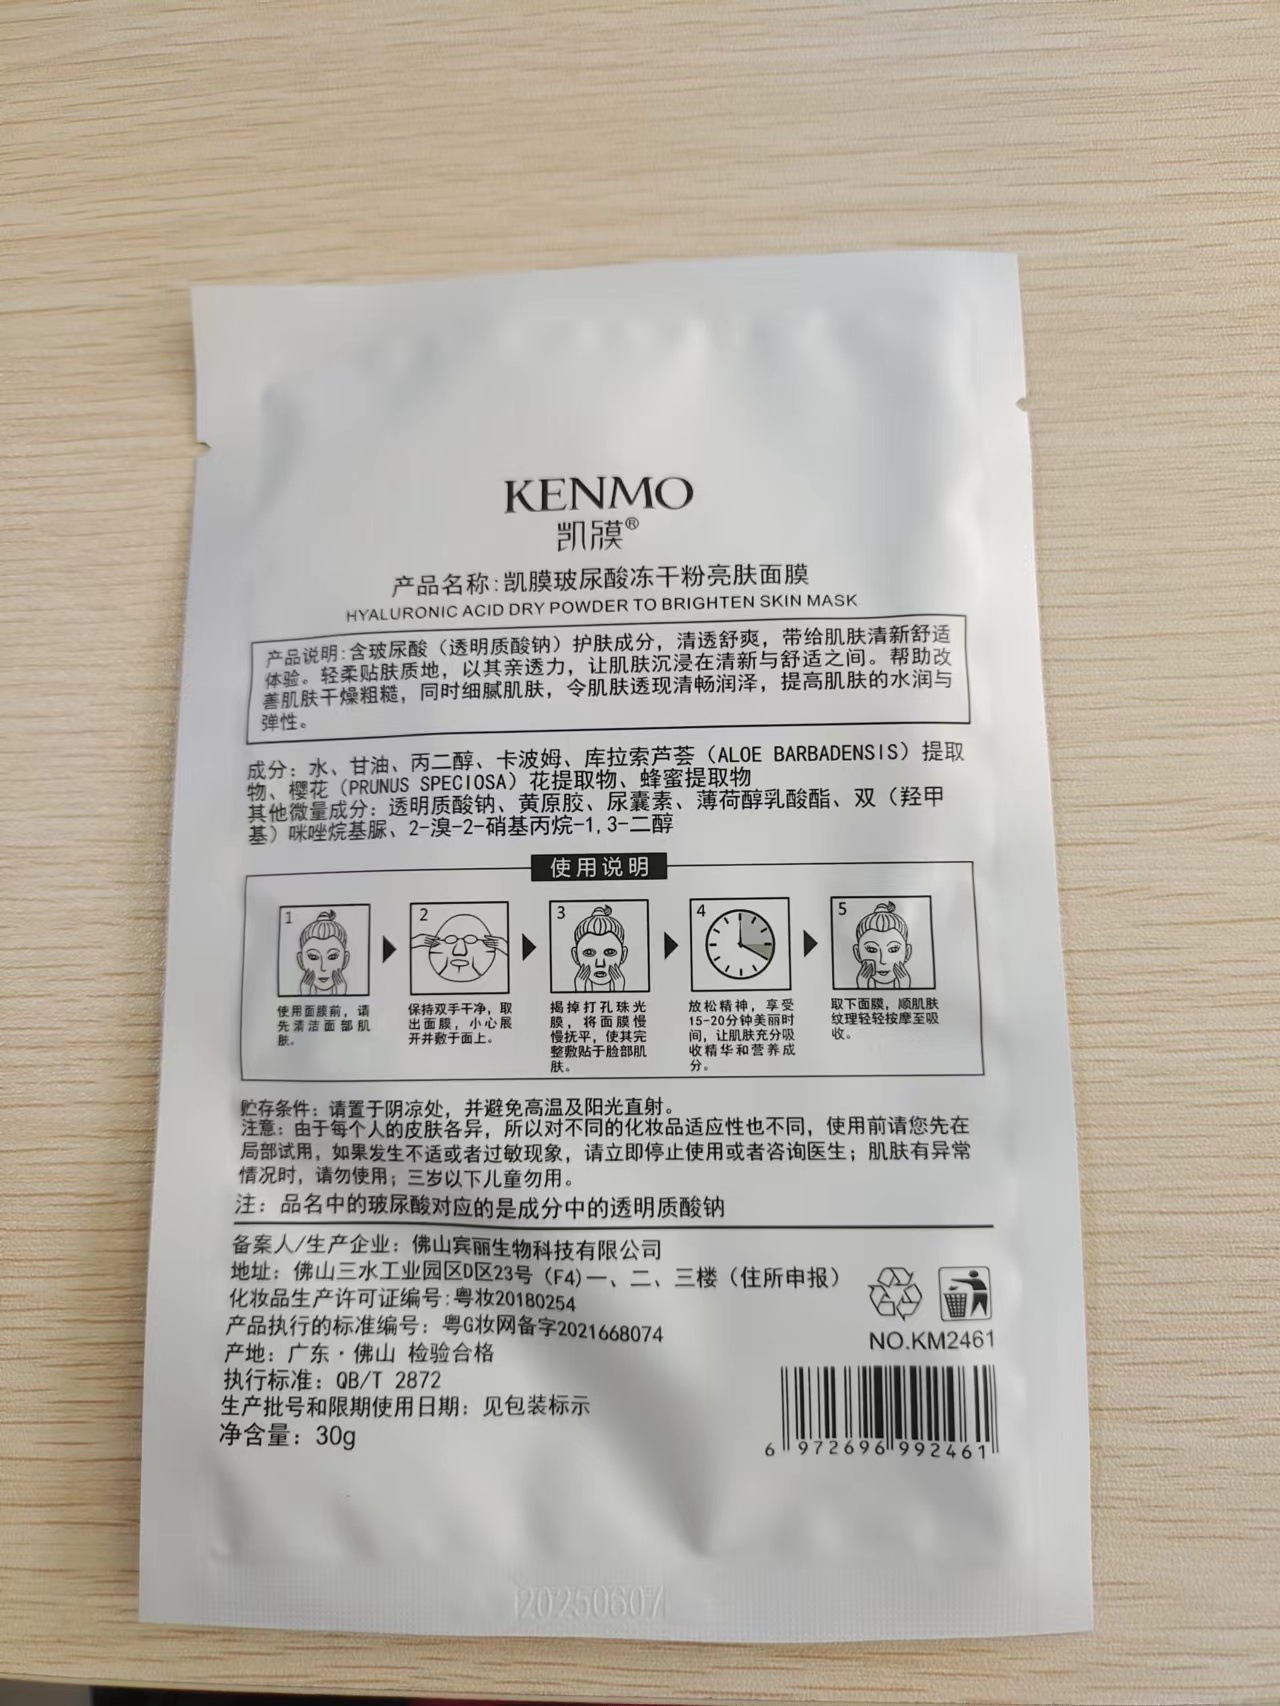 KENMO
凯膜®
产品名称:凯膜玻尿酸冻干粉亮肤面膜
HYALURONIC ACID DRY POWDER TO BRIGHTEN SKIN MASK
产品说明:含玻尿酸（透明质酸钠）护肤成分，清透舒爽，带给肌肤清新舒适
体验。轻柔贴肤质地，以其亲透力，让肌肤沉浸在清新与舒适之间。帮助改
善肌肤干燥粗糙，同时细腻肌肤，令肌肤透现清畅润泽，提高肌肤的水润与
弹性。
成分：水、甘油、丙二醇、卡波姆、库拉索芦荟（ALOE BARBADENSIS）提取
物、樱花（PRUNUS SPECIOSA）花提取物、蜂蜜提取物
其他微量成分：透明质酸钠、黄原胶、尿囊素、薄荷醇乳酸酯、双（羟甲
基）咪唑烷基脲、2-溴-2-硝基丙烷-1,3-二醇
使用说明
1
2
3
4
5
使用面膜前，请
先清洁面部肌
肤。
保持双手干净，取
出面膜，小心展
开并敷于面上。
揭掉打孔珠光
膜，将面膜慢
慢抚平，使其完
整敷贴于脸部肌
肤。
放松精神，享受
15-20分钟美丽时
间，让肌肤充分吸
收精华和营养成
分。
取下面膜，顺肌肤
纹理轻轻按摩至吸
收。
贮存条件：请置于阴凉处，并避免高温及阳光直射。
注意：由于每个人的皮肤各异，所以对不同的化妆品适应性也不同，使用前请您先在
局部试用，如果发生不适或者过敏现象，请立即停止使用或者咨询医生；肌肤有异常
情况时，请勿使用；三岁以下儿童勿用。
注：品名中的玻尿酸对应的是成分中的透明质酸钠
备案人/生产企业：佛山宾丽生物科技有限公司
地址：佛山三水工业园区D区23号（F4)一、二、三楼（住所申报）
化妆品生产许可证编号:粤妆20180254
产品执行的标准编号：粤G妆网备字2021668074
产地：广东·佛山 检验合格
执行标准：QB/T 2872
生产批号和限期使用日期：见包装标示
净含量：30g
NO.KM2461
6 972696 992461
20250607